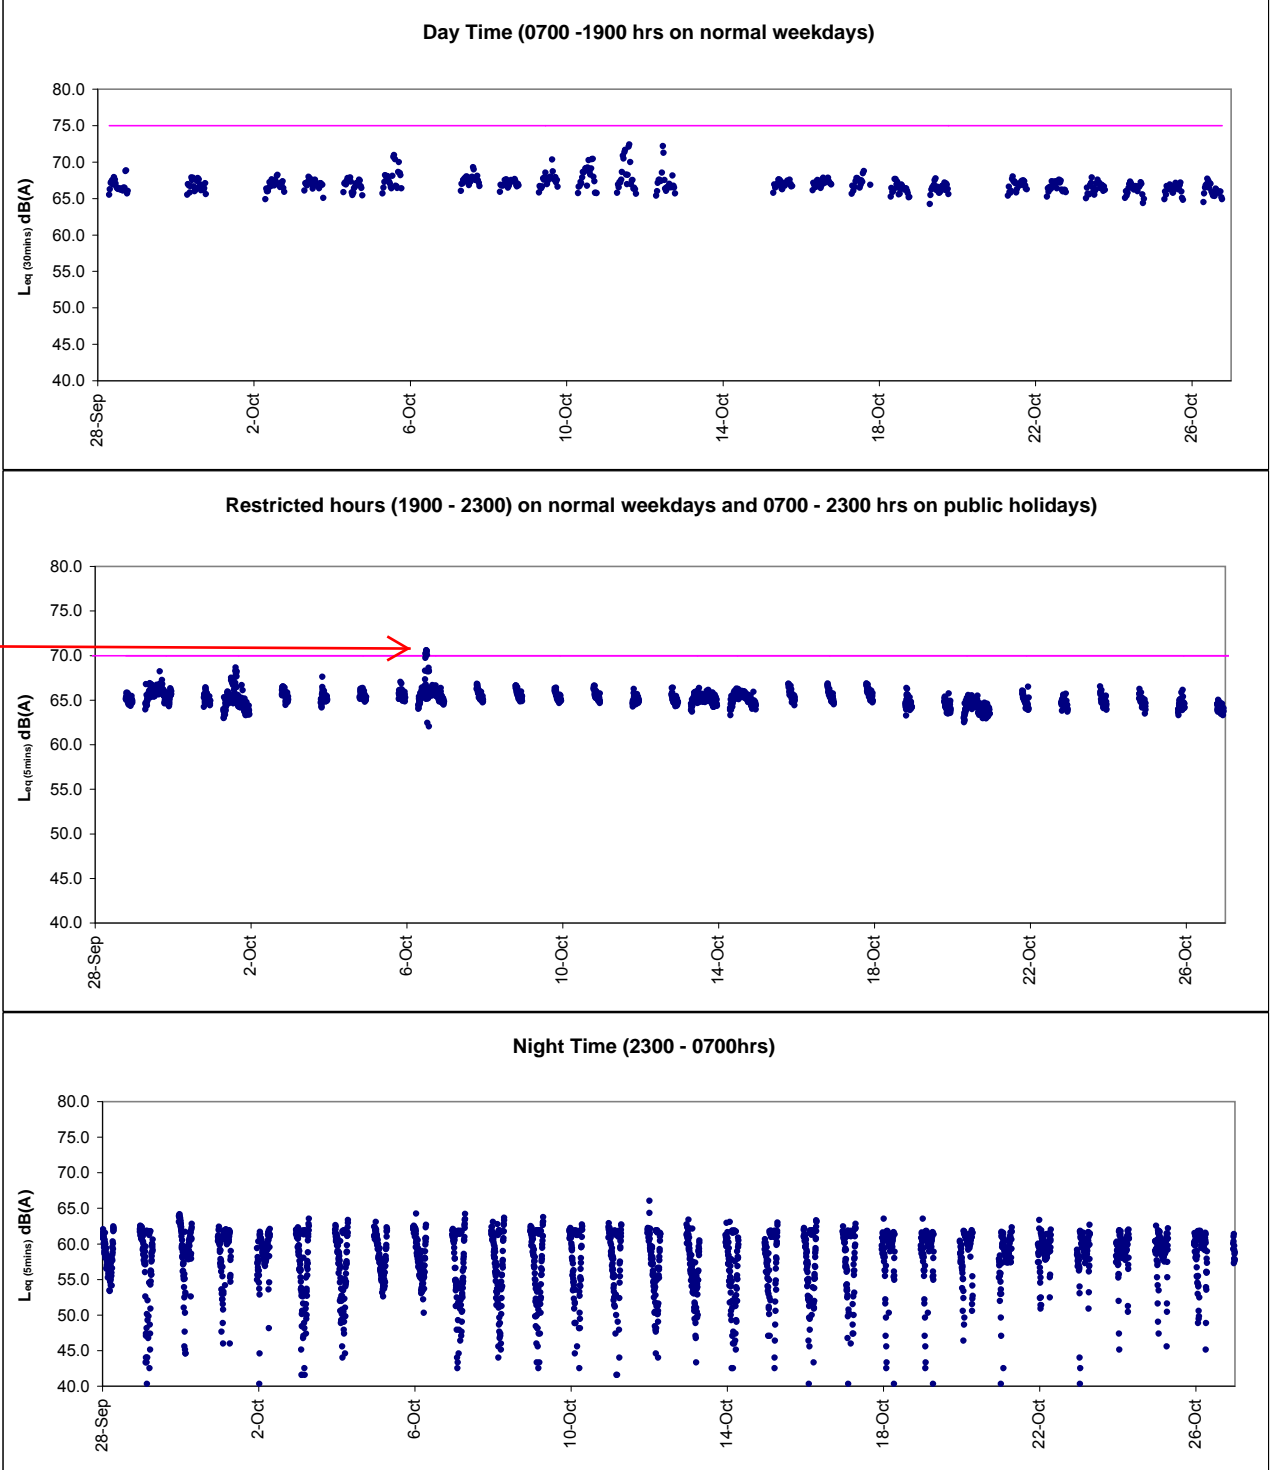 Day Time (0700 -1900 hrs on normal weekdays)
80.0
75.0
70.0
65.0
60.0
55.0
50.0
45.0
40.0
Leq (30mins) dB(A)
28-Sep
2-Oct
6-Oct
10-Oct
14-Oct
18-Oct
22-Oct
26-Oct
Restricted hours (1900 - 2300) on normal weekdays and 0700 - 2300 hrs on public holidays)
80.0
75.0
70.0
65.0
60.0
55.0
50.0
45.0
40.0
Leq (5mins) dB(A)
28-Sep
2-Oct
6-Oct
10-Oct
14-Oct
18-Oct
22-Oct
26-Oct
Night Time (2300 - 0700hrs)
80.0
75.0
70.0
65.0
60.0
55.0
50.0
45.0
40.0
Leq (5mins) dB(A)
28-Sep
2-Oct
6-Oct
10-Oct
14-Oct
18-Oct
22-Oct
26-Oct